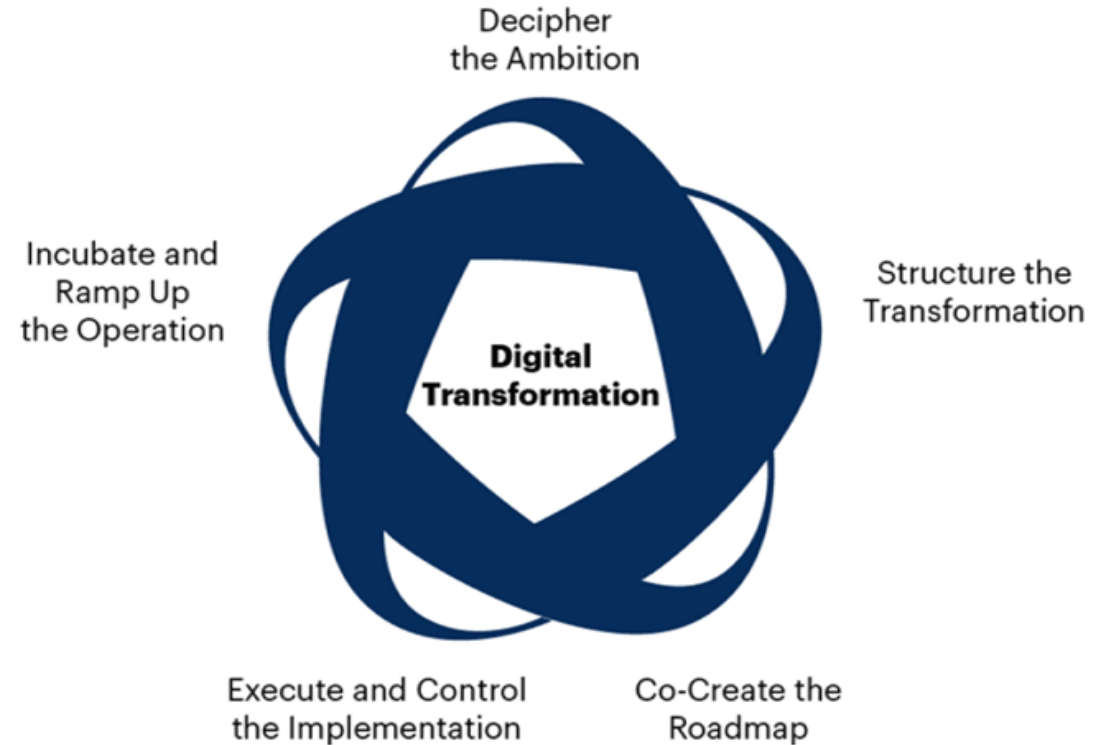 Decipher
the Ambition
Structure the
Transformation
Co-Create the
Roadmap
Execute and Control
the Implementation
Incubate and
Ramp Up
the Operation
Digital
Transformation